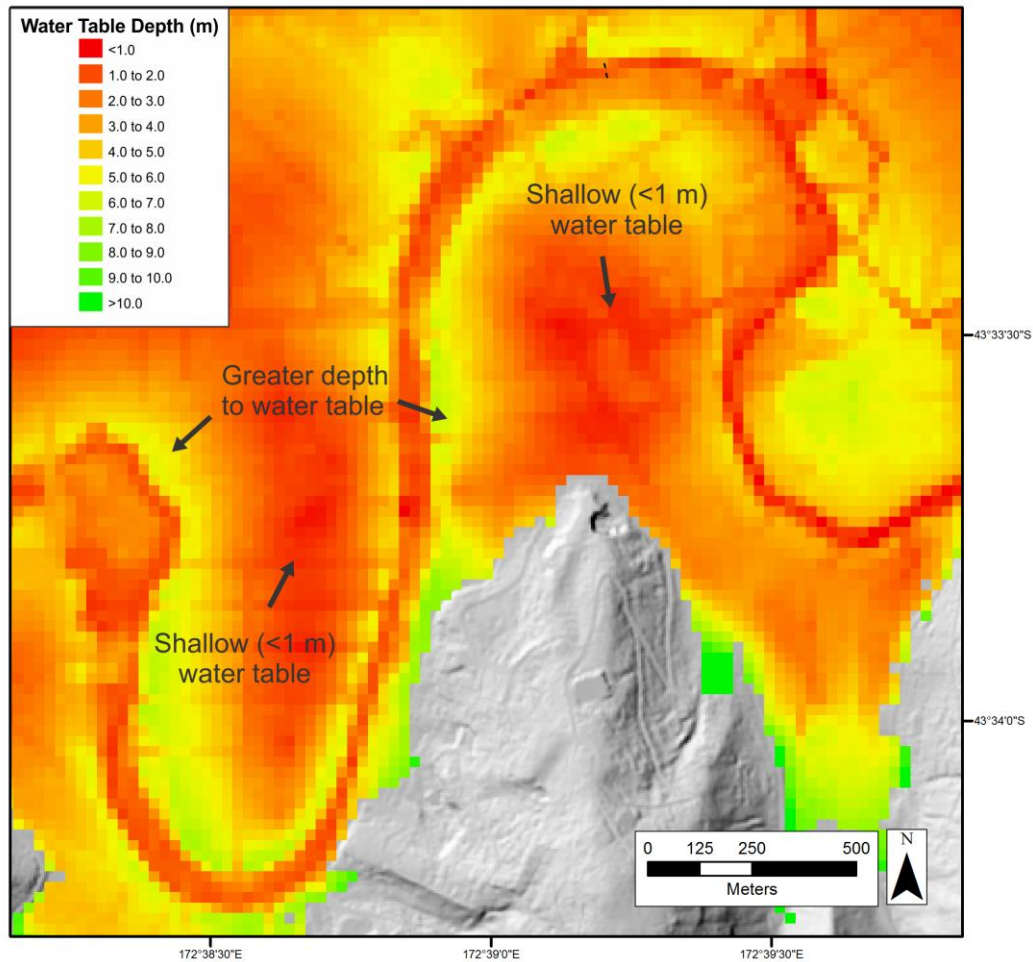 Water Table Depth (m)
<1.0
1.0 to 2.0
2.0 to 3.0
3.0 to 4.0
4.0 to 5.0
5.0 to 6.0
6.0 to 7.0
7.0 to 8.0
8.0 to 9.0
9.0 to 10.0
>10.0
Shallow (<1 m)
water table
43°33'30"S
Greater depth
to water table
Shallow (<1 m)
water table
43°34'0"S
0 125 250 500
Meters
N
172°38'30"E 172°39'0"E 172°39'30"E